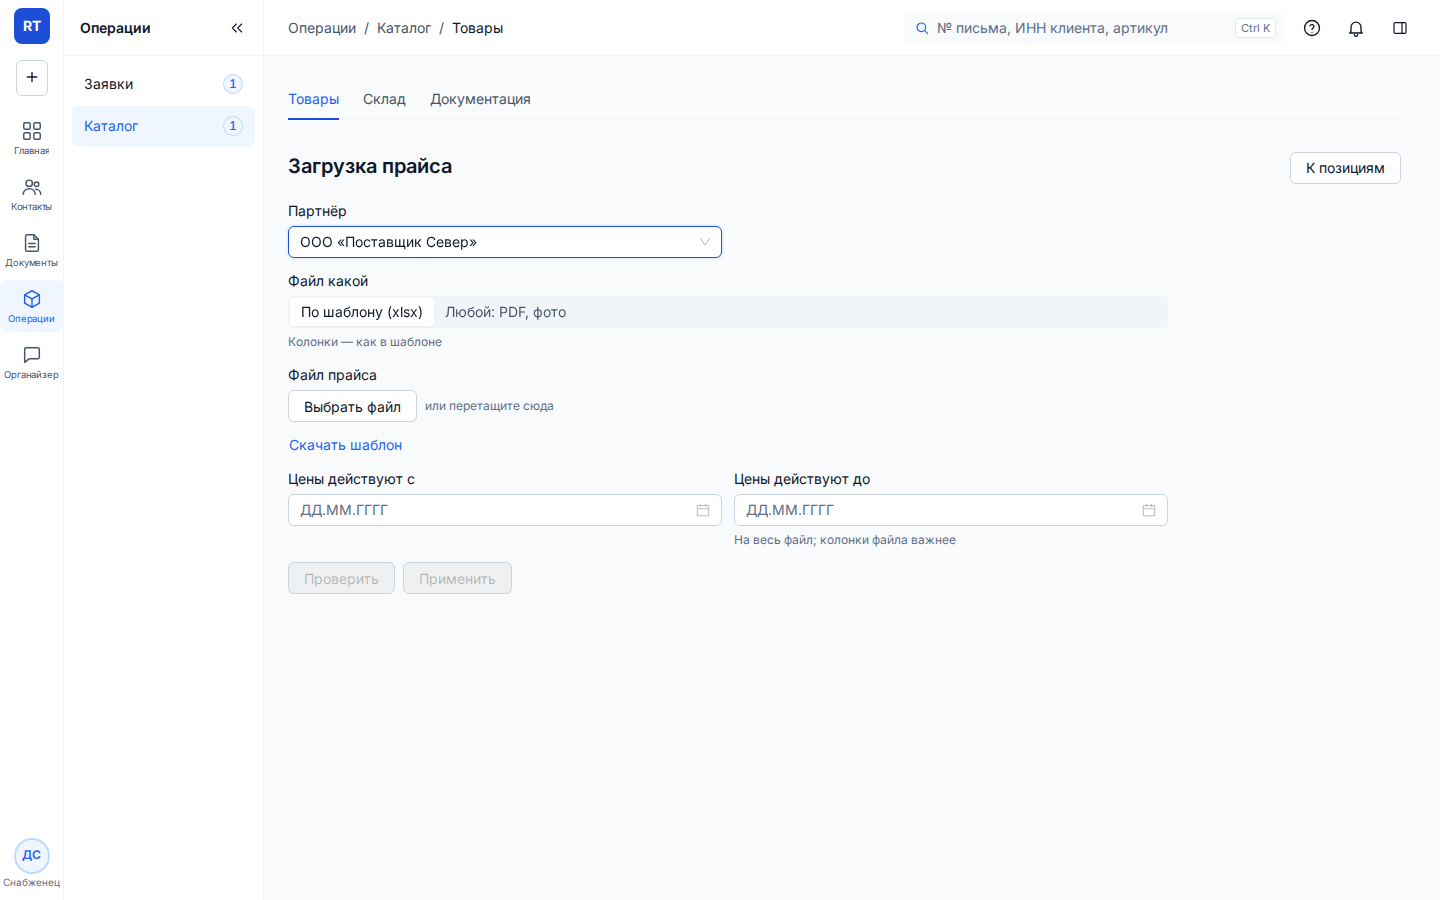 RT
Операции
Операции / Каталог / Товары
№ письма, ИНН клиента, артикул
Ctrl K
Главная
Контакты
Документы
Операции
Органайзер
ДС
Снабженец
Заявки 1
Каталог 1
Товары Склад Документация
Загрузка прайса
К позициям
Партнёр
ООО «Поставщик Север»
Файл какой
По шаблону (xlsx) Любой: PDF, фото
Колонки — как в шаблоне
Файл прайса
Выбрать файл или перетащите сюда
Скачать шаблон
Цены действуют с Цены действуют до
ДД.ММ.ГГГГ ДД.ММ.ГГГГ
На весь файл; колонки файла важнее
Проверить Применить